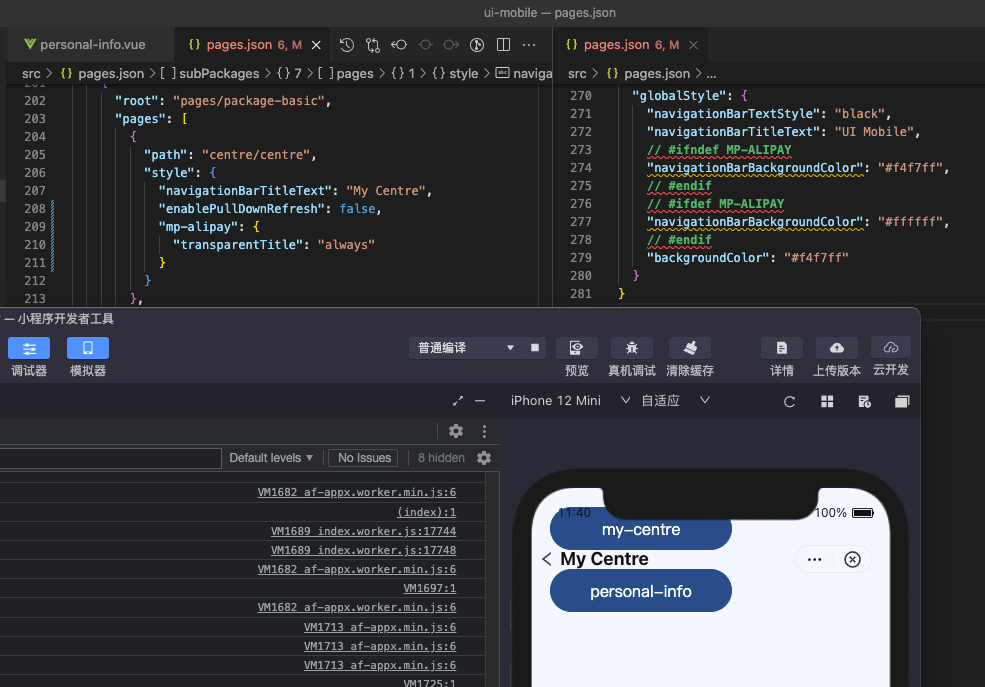 ui-mobile — pages.json
personal-info.vue
{} pages.json 6, M
src > {} pages.json > [ ] subPackages > {} 7 > [ ] pages > {} 1 > {} style > naviga
202 "root": "pages/package-basic",
203 "pages": [
204 {
205 "path": "centre/centre",
206 "style": {
207 "navigationBarTitleText": "My Centre",
208 "enablePullDownRefresh": false,
209 "mp-alipay": {
210 "transparentTitle": "always"
211 }
212 }
213 },
{} pages.json 6, M
src > {} pages.json > ...
270 "globalStyle": {
271 "navigationBarTextStyle": "black",
272 "navigationBarTitleText": "UI Mobile",
273 // #ifndef MP-ALIPAY
274 "navigationBarBackgroundColor": "#f4f7ff",
275 // #endif
276 // #ifdef MP-ALIPAY
277 "navigationBarBackgroundColor": "#ffffff",
278 // #endif
279 "backgroundColor": "#f4f7ff"
280 }
281 }
— 小程序开发者工具
调试器
模拟器
普通编译
预览
真机调试
清除缓存
详情
上传版本
云开发
iPhone 12 Mini
自适应
Default levels
No Issues
8 hidden
VM1682 af-appx.worker.min.js:6
(index):1
VM1689 index.worker.js:17744
VM1689 index.worker.js:17748
VM1682 af-appx.worker.min.js:6
VM1697:1
VM1682 af-appx.worker.min.js:6
VM1713 af-appx.min.js:6
VM1713 af-appx.min.js:6
VM1713 af-appx.min.js:6
VM1725:1
11:40
100%
my-centre
My Centre
personal-info